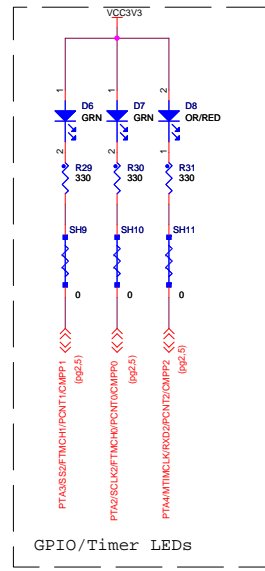 VCC3V3
1 1 2
D6 D7 D8
GRN GRN OR/RED
2 2 1
R29 R30 R31
330 330 330
SH9 SH10 SH11
0 0 0
PTA3/SS2/FTMCH1/PCNT1/CMPP1
(pg2,5)
PTA2/SCLK2/FTMCH0/PCNT0/CMPP0
(pg2,5)
PTA4/MTIMCLK/RXD2/PCNT2/CMPP2
(pg2,5)
GPIO/Timer LEDs